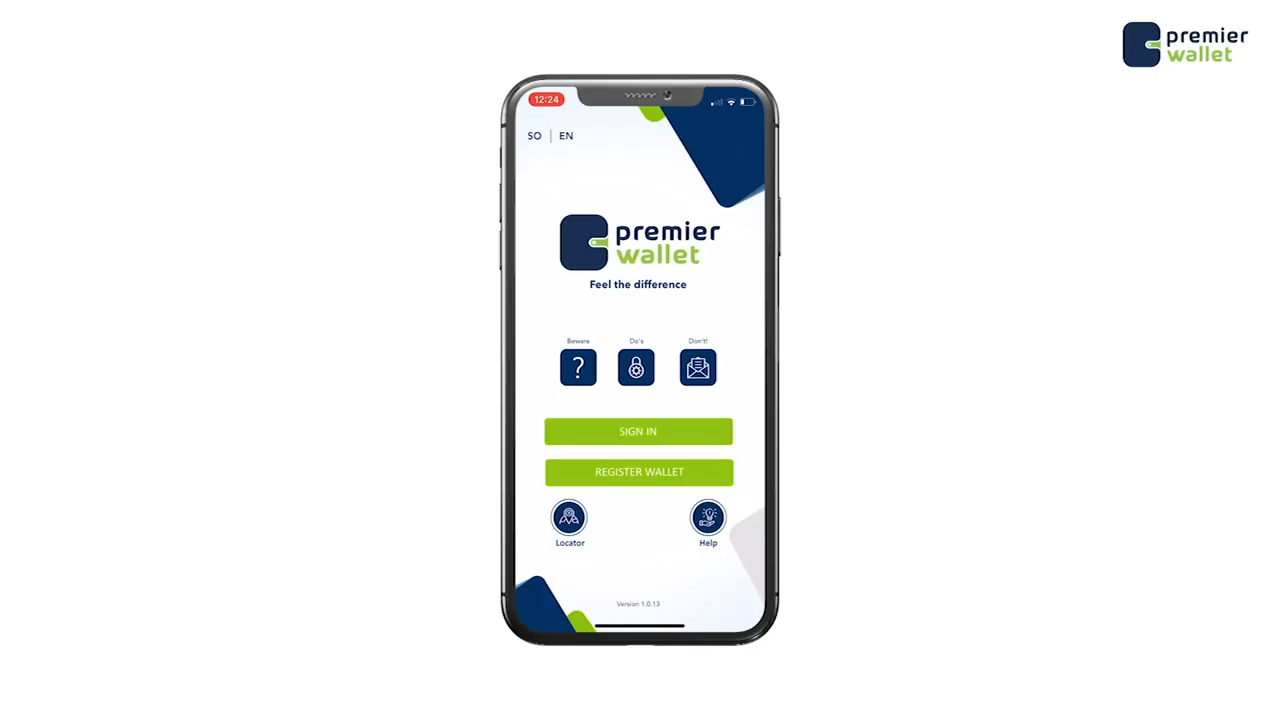 premier
wallet
12:24
SO | EN
premier
wallet
Feel the difference
Beware
Do's
Don't!
?
SIGN IN
REGISTER WALLET
Locator
Help
Version 1.0.13